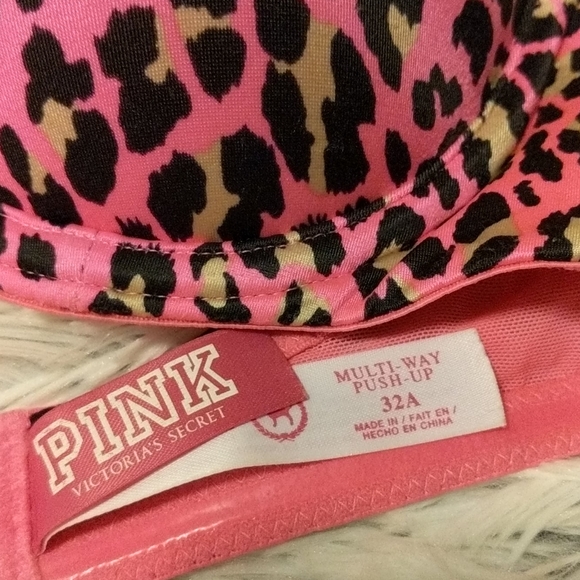 PINK
VICTORIA'S SECRET
MULTI-WAY
PUSH-UP
32A
MADE IN / FAIT EN /
HECHO EN CHINA